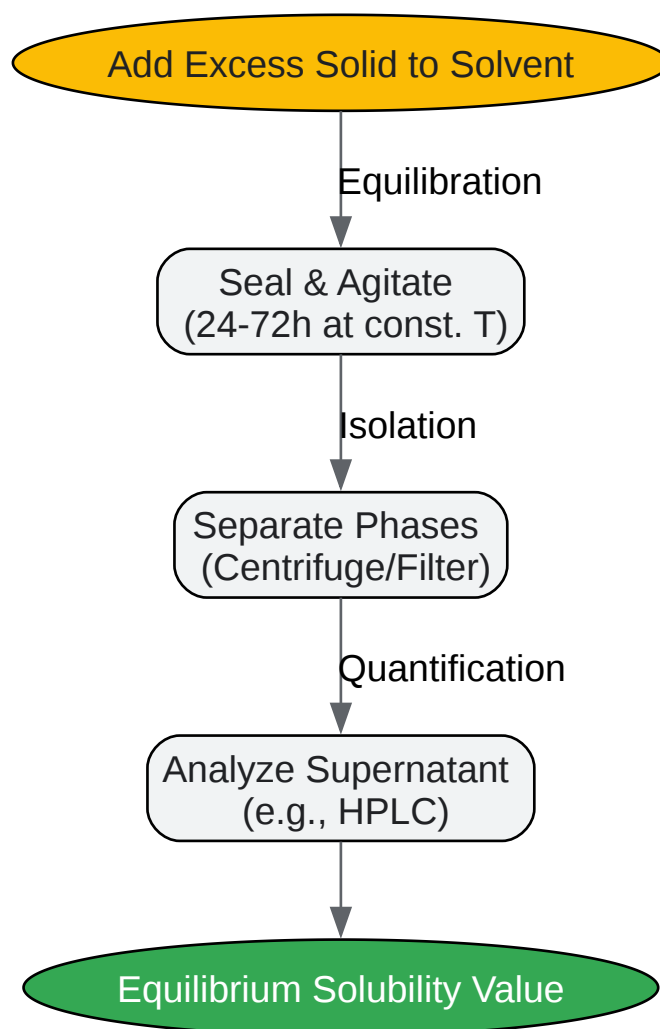 Add Excess Solid to Solvent
Equilibration
Seal & Agitate
(24-72h at const. T)
Isolation
Separate Phases
(Centrifuge/Filter)
Quantification
Analyze Supernatant
(e.g., HPLC)
Equilibrium Solubility Value